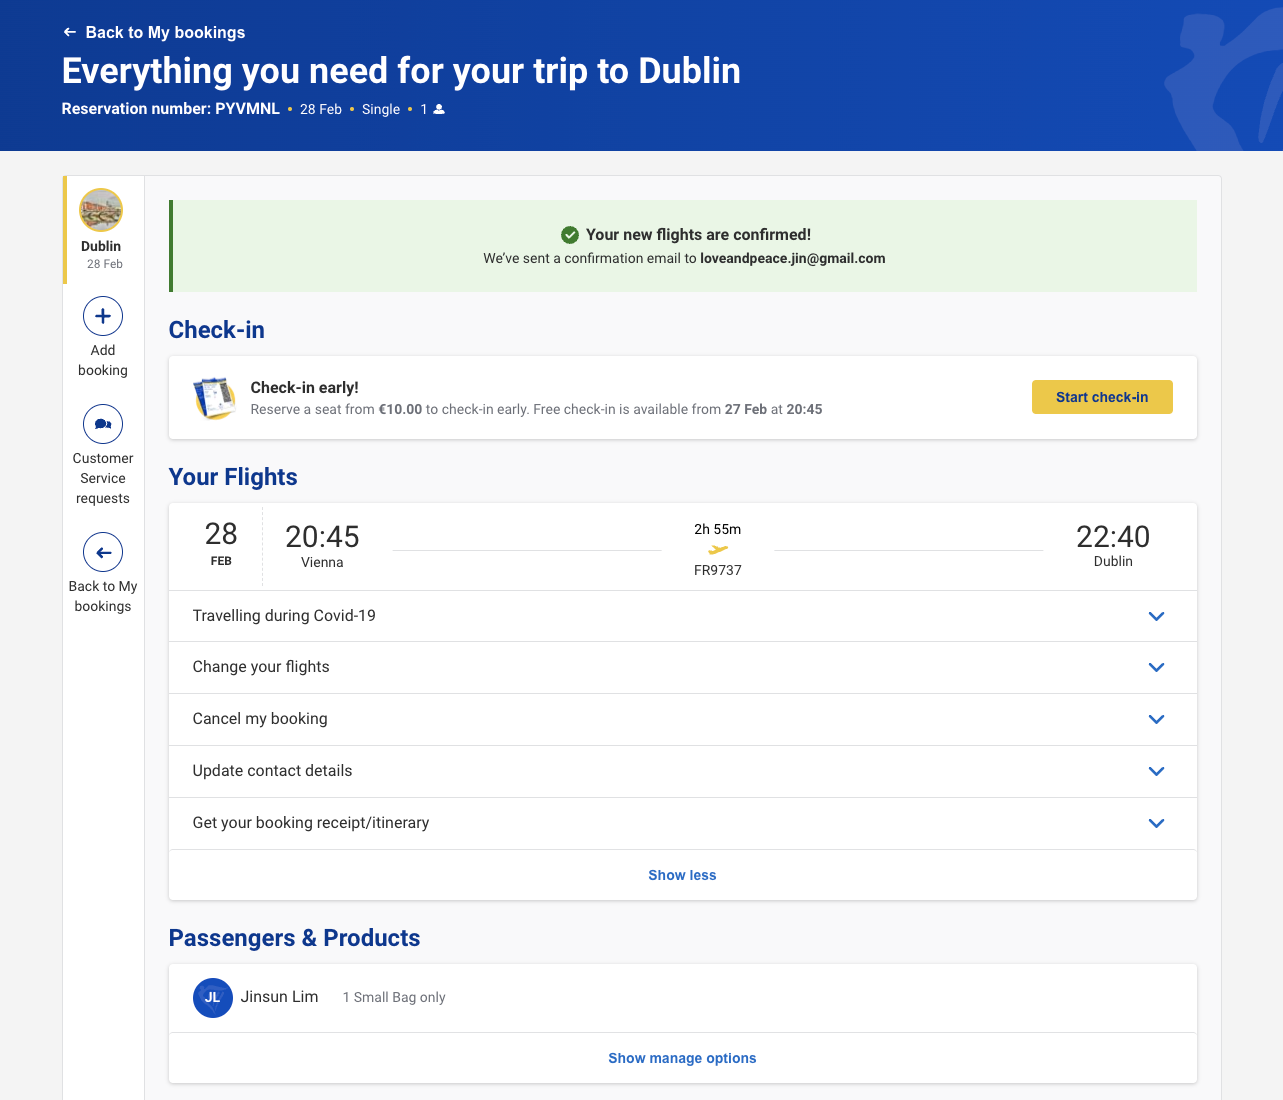 Back to My bookings
Everything you need for your trip to Dublin
Reservation number: PYVMNL • 28 Feb • Single • 1
Dublin
28 Feb
Add
booking
Customer
Service
requests
Back to My
bookings
Your new flights are confirmed!
We've sent a confirmation email to loveandpeace.jin@gmail.com
Check-in
Check-in early!
Reserve a seat from €10.00 to check-in early. Free check-in is available from 27 Feb at 20:45
Start check-in
Your Flights
28
FEB
20:45
Vienna
2h 55m
FR9737
22:40
Dublin
Travelling during Covid-19
Change your flights
Cancel my booking
Update contact details
Get your booking receipt/itinerary
Show less
Passengers & Products
JL Jinsun Lim 1 Small Bag only
Show manage options